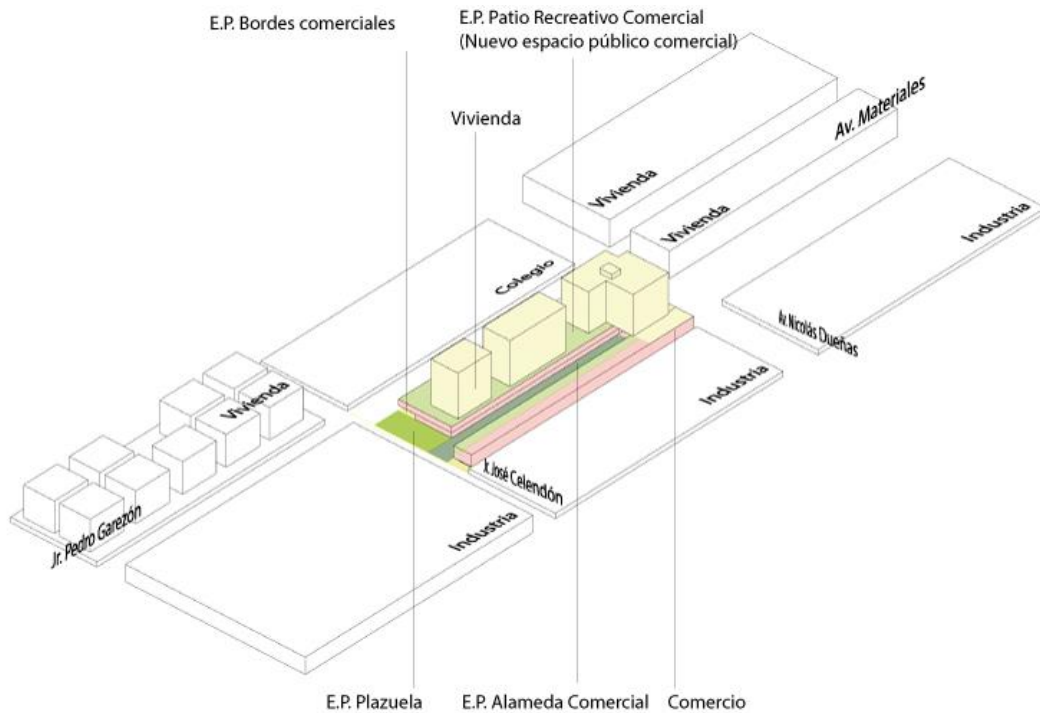 E.P. Bordes comerciales
E.P. Patio Recreativo Comercial
(Nuevo espacio público comercial)
Vivienda
Av. Materiales
Vivienda
Vivienda
Industria
Colegio
Av. Nicolás Dueñas
Vivienda
Industria
Jr. José Celendón
Jr. Pedro Garezón
Industria
E.P. Plazuela
E.P. Alameda Comercial
Comercio